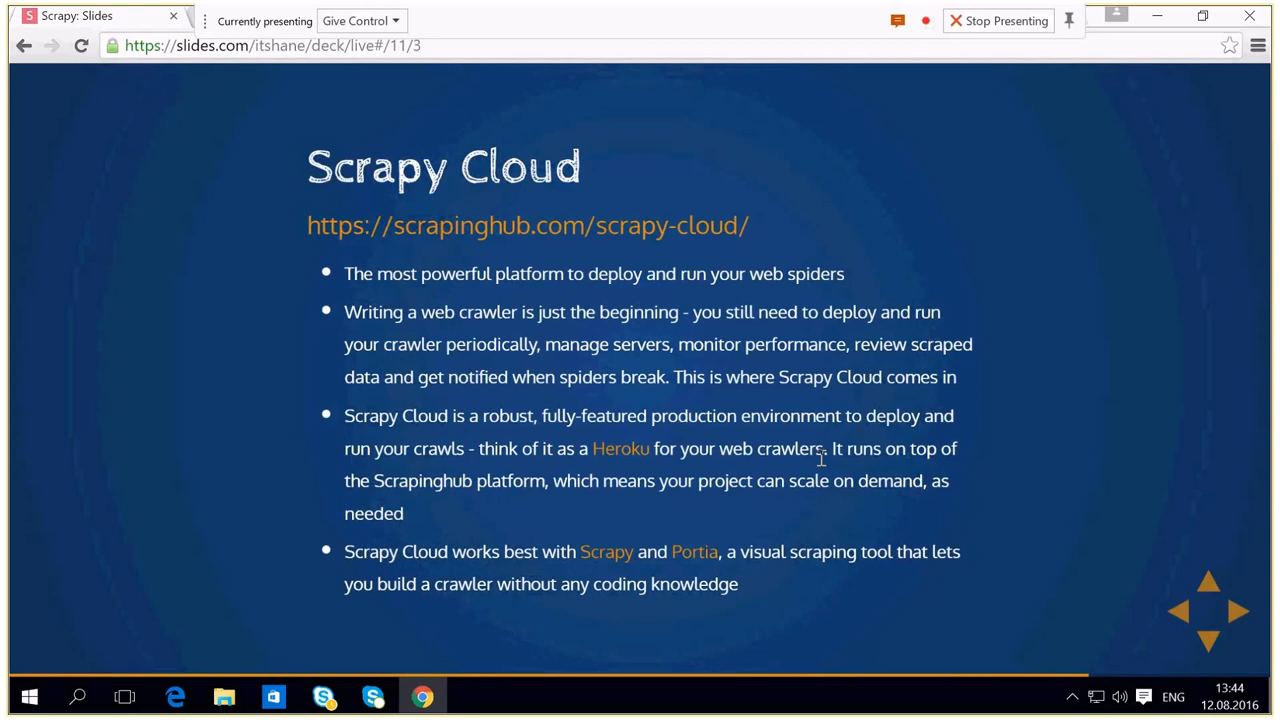 Scrapy: Slides
Currently presenting
Give Control
Stop Presenting
https://slides.com/itshane/deck/live#/11/3
Scrapy Cloud
https://scrapinghub.com/scrapy-cloud/
The most powerful platform to deploy and run your web spiders
Writing a web crawler is just the beginning - you still need to deploy and run
your crawler periodically, manage servers, monitor performance, review scraped
data and get notified when spiders break. This is where Scrapy Cloud comes in
Scrapy Cloud is a robust, fully-featured production environment to deploy and
run your crawls - think of it as a Heroku for your web crawlers. It runs on top of
the Scrapinghub platform, which means your project can scale on demand, as
needed
Scrapy Cloud works best with Scrapy and Portia, a visual scraping tool that lets
you build a crawler without any coding knowledge
ENG
13:44
12.08.2016